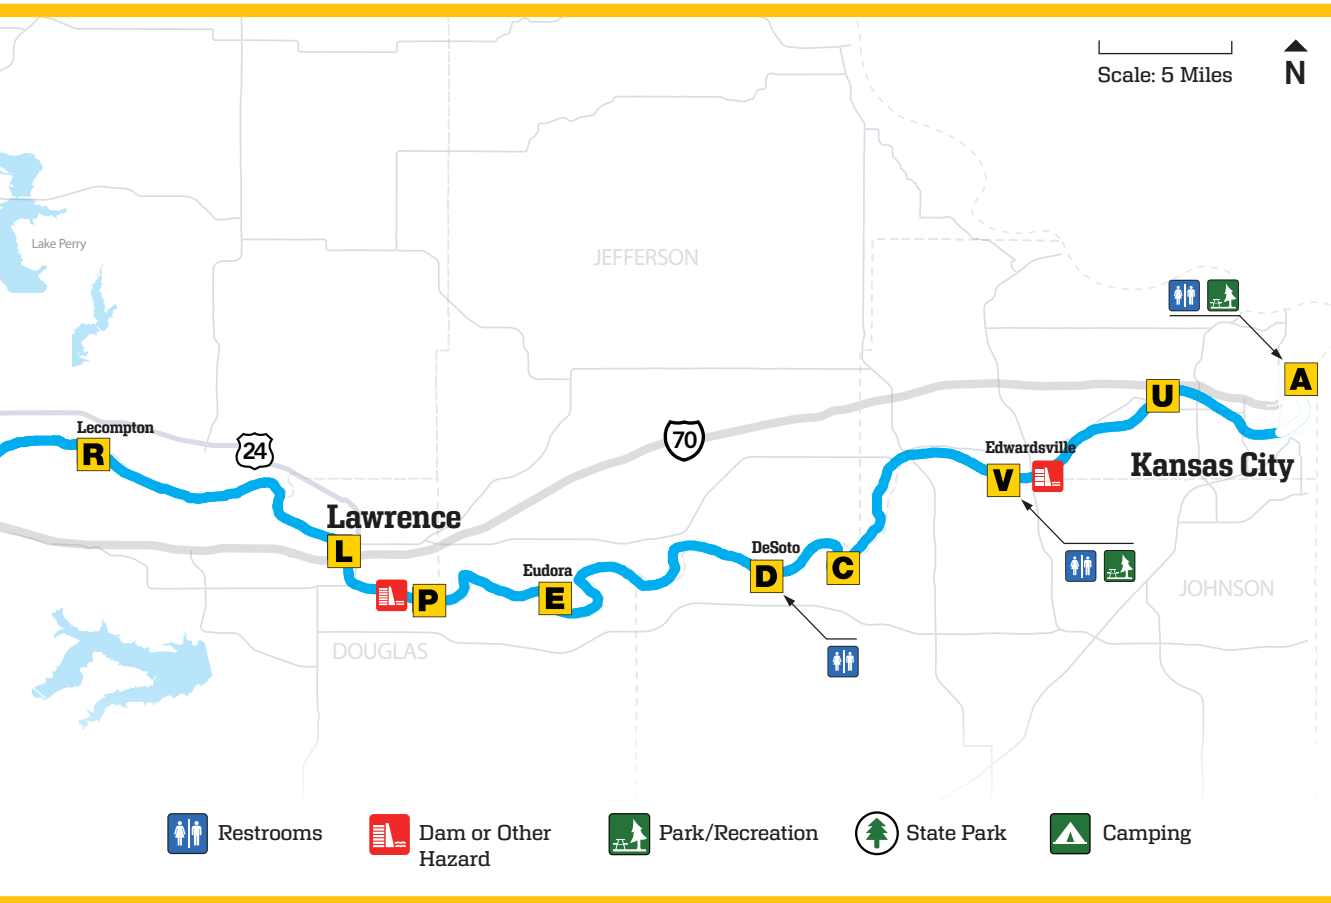 Scale: 5 Miles
N
Lake Perry
JEFFERSON
A
U
Lecompton
R
24
70
Edwardsville
V
Kansas City
Lawrence
L
DeSoto
D
C
Eudora
E
P
JOHNSON
DOUGLAS
Restrooms
Dam or Other
Hazard
Park/Recreation
State Park
Camping